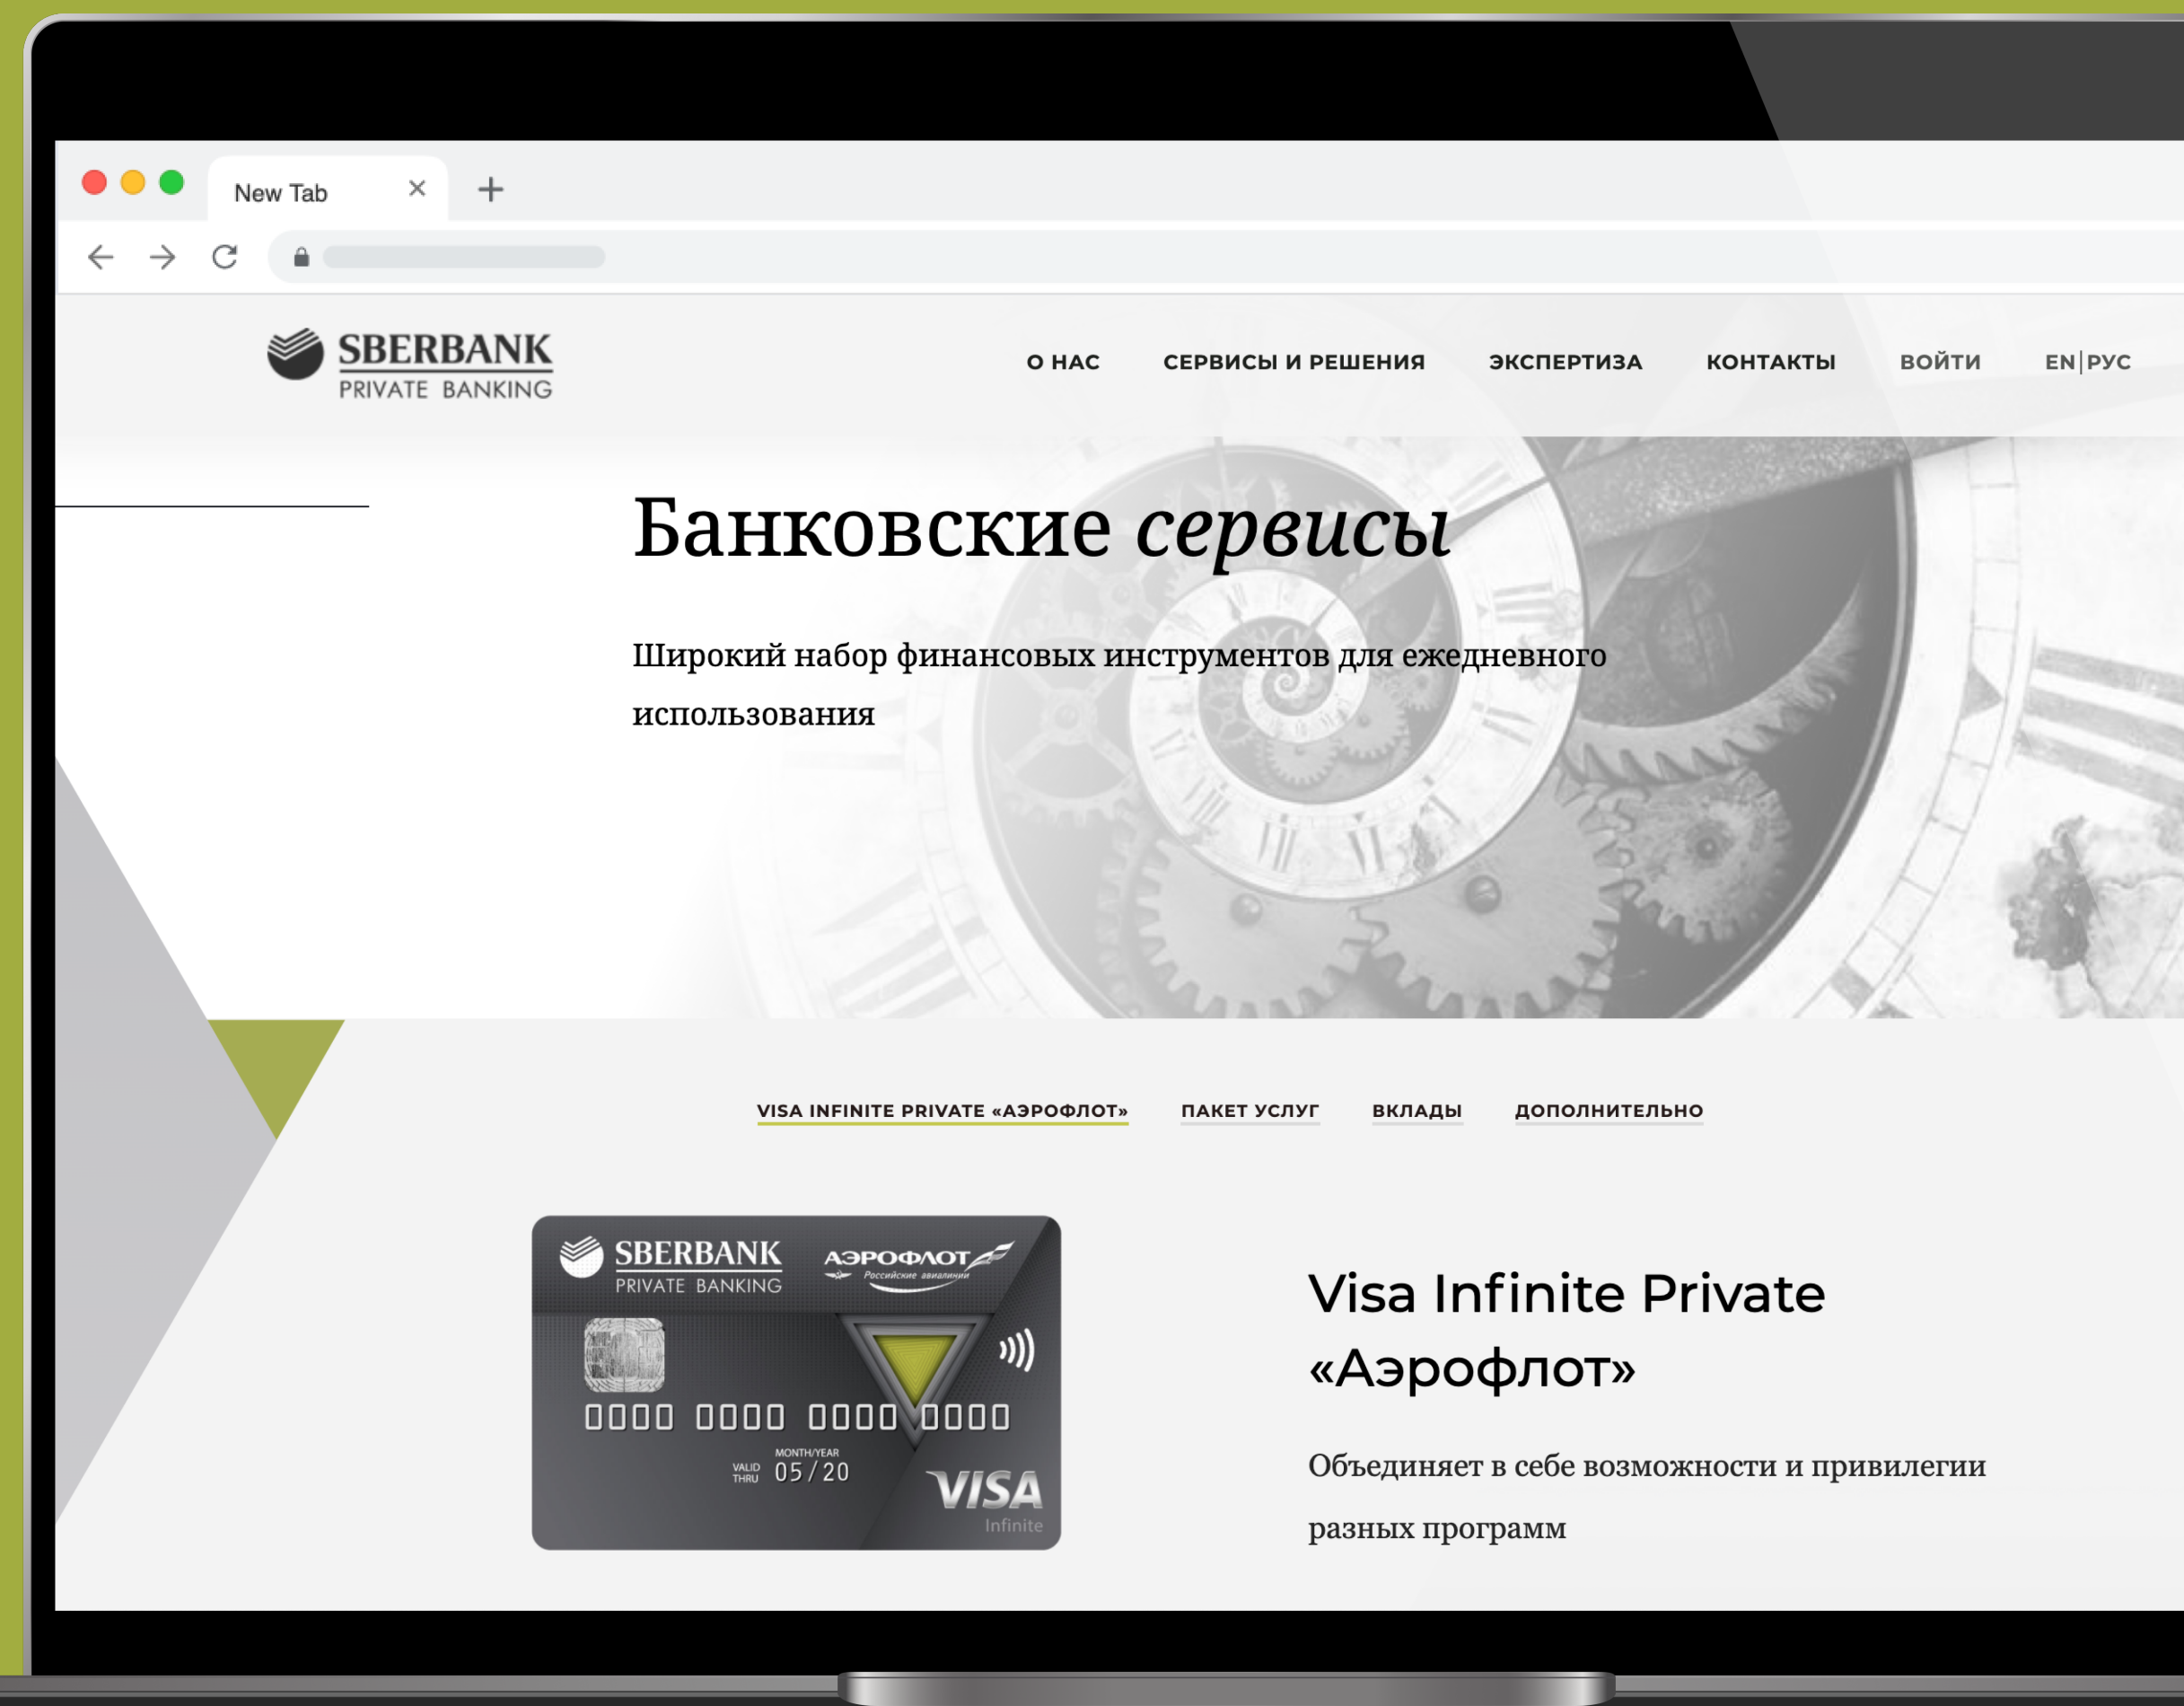 New Tab
SBERBANK
PRIVATE BANKING
О НАС СЕРВИСЫ И РЕШЕНИЯ ЭКСПЕРТИЗА КОНТАКТЫ ВОЙТИ EN|РУС
Банковские сервисы
Широкий набор финансовых инструментов для ежедневного
использования
VISA INFINITE PRIVATE «АЭРОФЛОТ» ПАКЕТ УСЛУГ ВКЛАДЫ ДОПОЛНИТЕЛЬНО
SBERBANK
PRIVATE BANKING
АЭРОФЛОТ
Российские авиалинии
0000 0000 0000 0000
MONTH/YEAR
VALID
THRU
05/20
VISA
Infinite
Visa Infinite Private
«Аэрофлот»
Объединяет в себе возможности и привилегии
разных программ